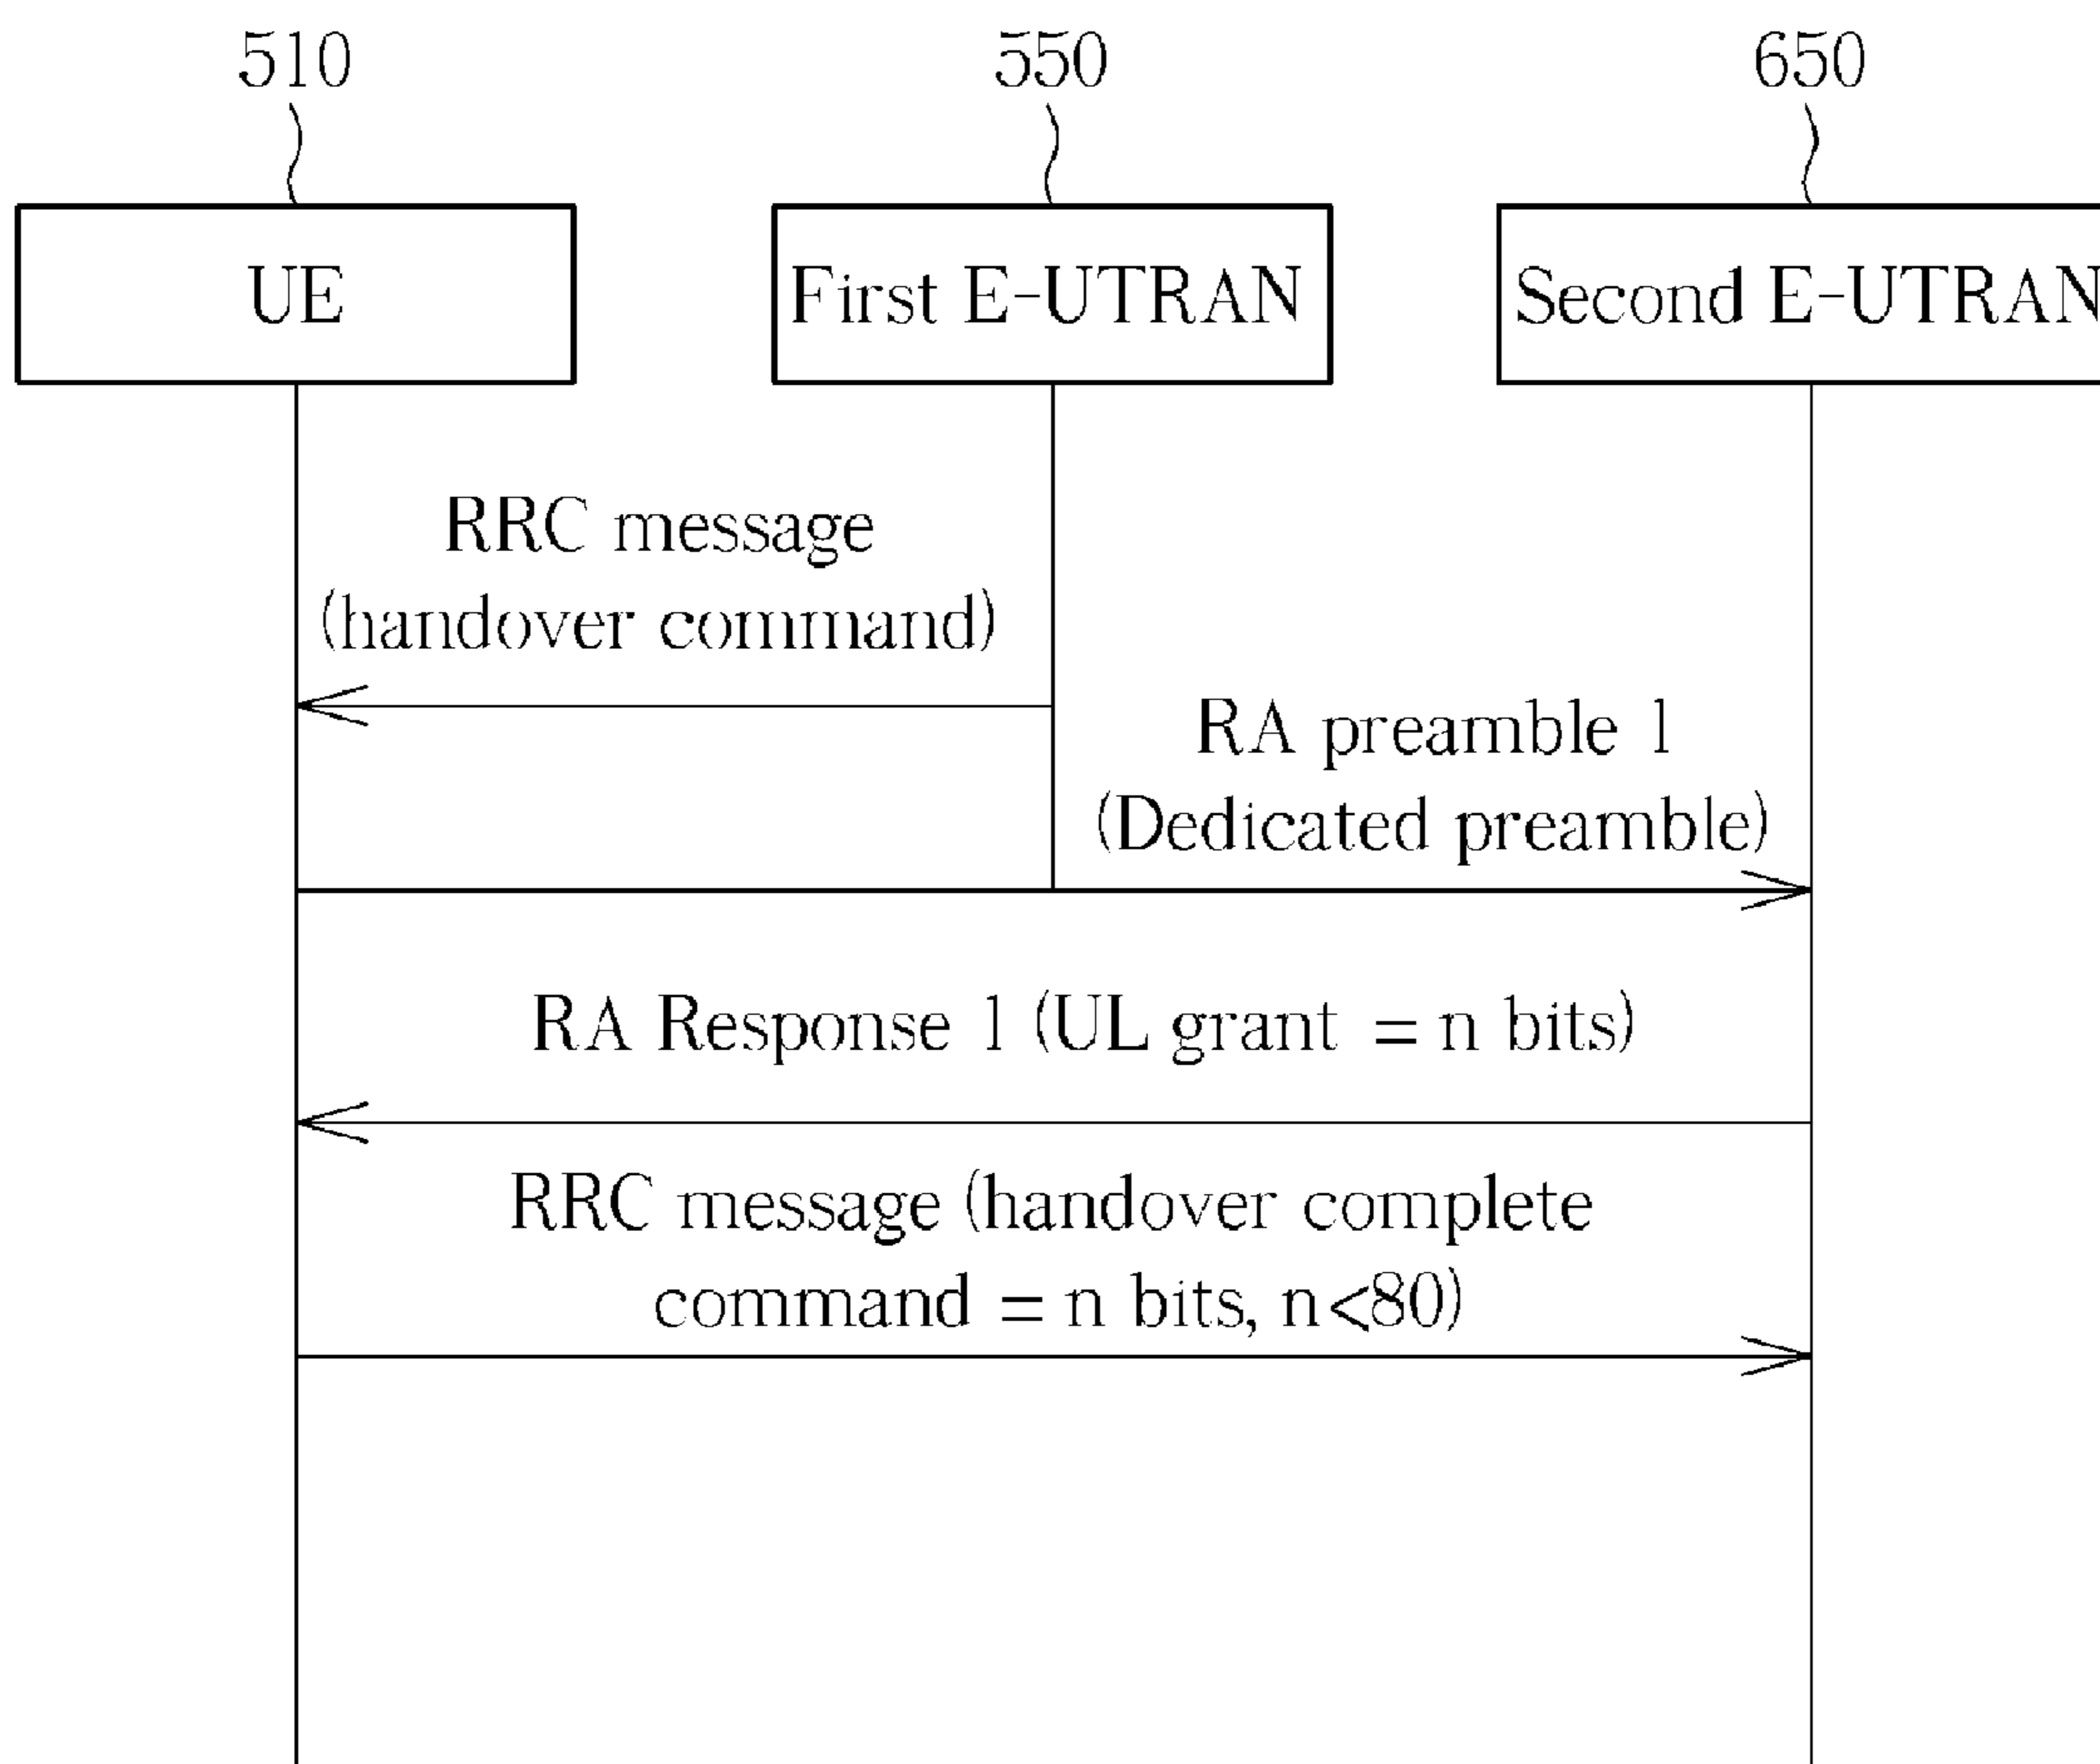 510
550
650
UE
First E-UTRAN
Second E-UTRAN
RRC message
(handover command)
RA preamble 1
(Dedicated preamble)
RA Response 1 (UL grant = n bits)
RRC message (handover complete
command = n bits, n<80)